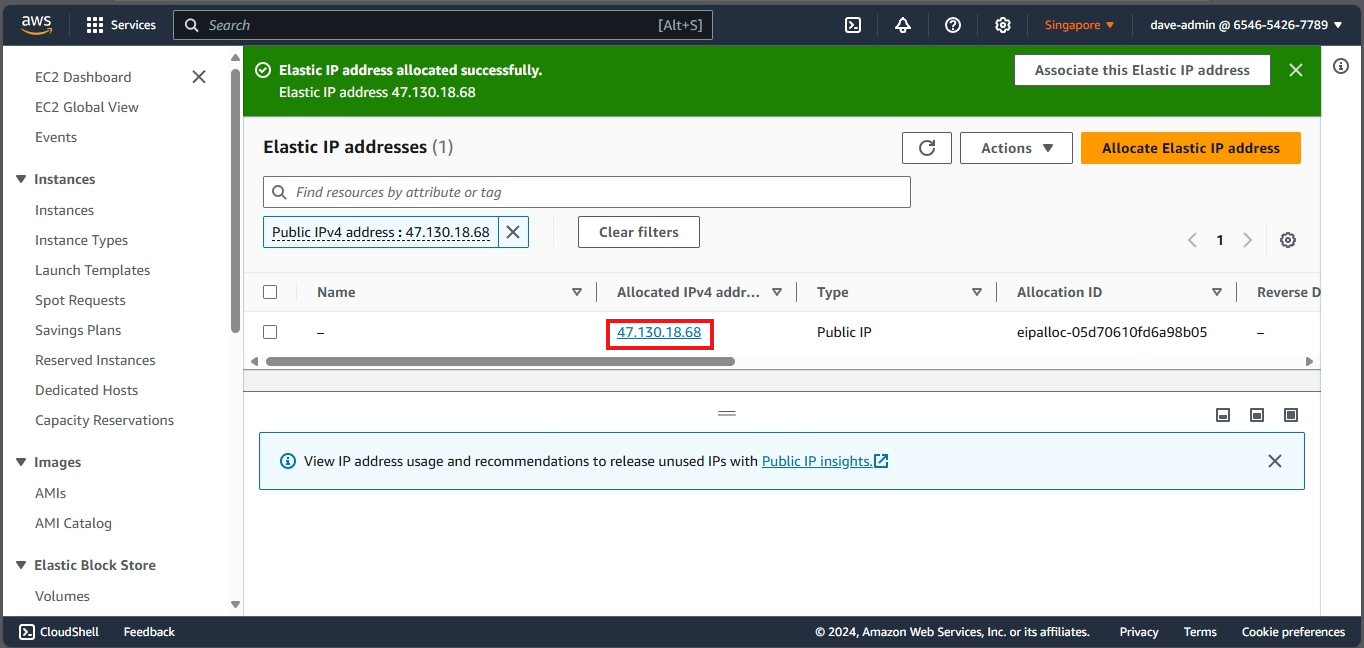 aws Services Search [Alt+S] Singapore dave-admin @ 6546-5426-7789
EC2 Dashboard
EC2 Global View
Events
Instances
Instances
Instance Types
Launch Templates
Spot Requests
Savings Plans
Reserved Instances
Dedicated Hosts
Capacity Reservations
Images
AMIs
AMI Catalog
Elastic Block Store
Volumes
Elastic IP address allocated successfully.
Elastic IP address 47.130.18.68
Associate this Elastic IP address
Elastic IP addresses (1)
Actions
Allocate Elastic IP address
Find resources by attribute or tag
Public IPv4 address : 47.130.18.68
Clear filters
1
Name Allocated IPv4 addr... Type Allocation ID Reverse D
– 47.130.18.68 Public IP eipalloc-05d70610fd6a98b05 –
View IP address usage and recommendations to release unused IPs with Public IP insights.
CloudShell Feedback © 2024, Amazon Web Services, Inc. or its affiliates. Privacy Terms Cookie preferences